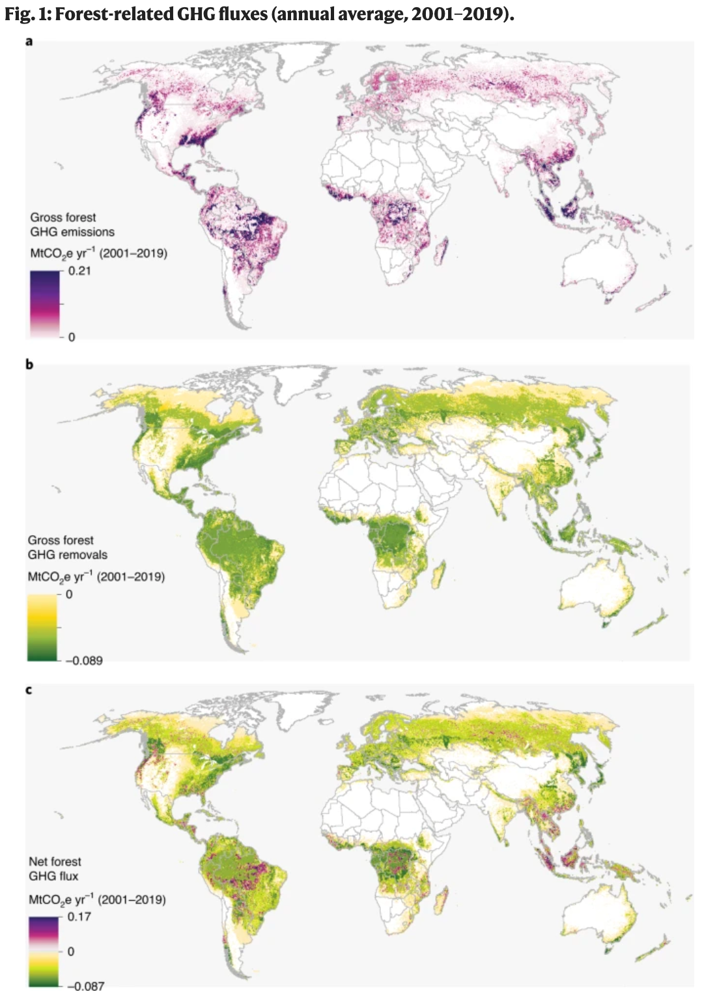 Fig. 1: Forest-related GHG fluxes (annual average, 2001–2019).
a
Gross forest
GHG emissions
MtCO₂e yr⁻¹ (2001–2019)
0.21
0
b
Gross forest
GHG removals
MtCO₂e yr⁻¹ (2001–2019)
0
−0.089
c
Net forest
GHG flux
MtCO₂e yr⁻¹ (2001–2019)
0.17
0
−0.087